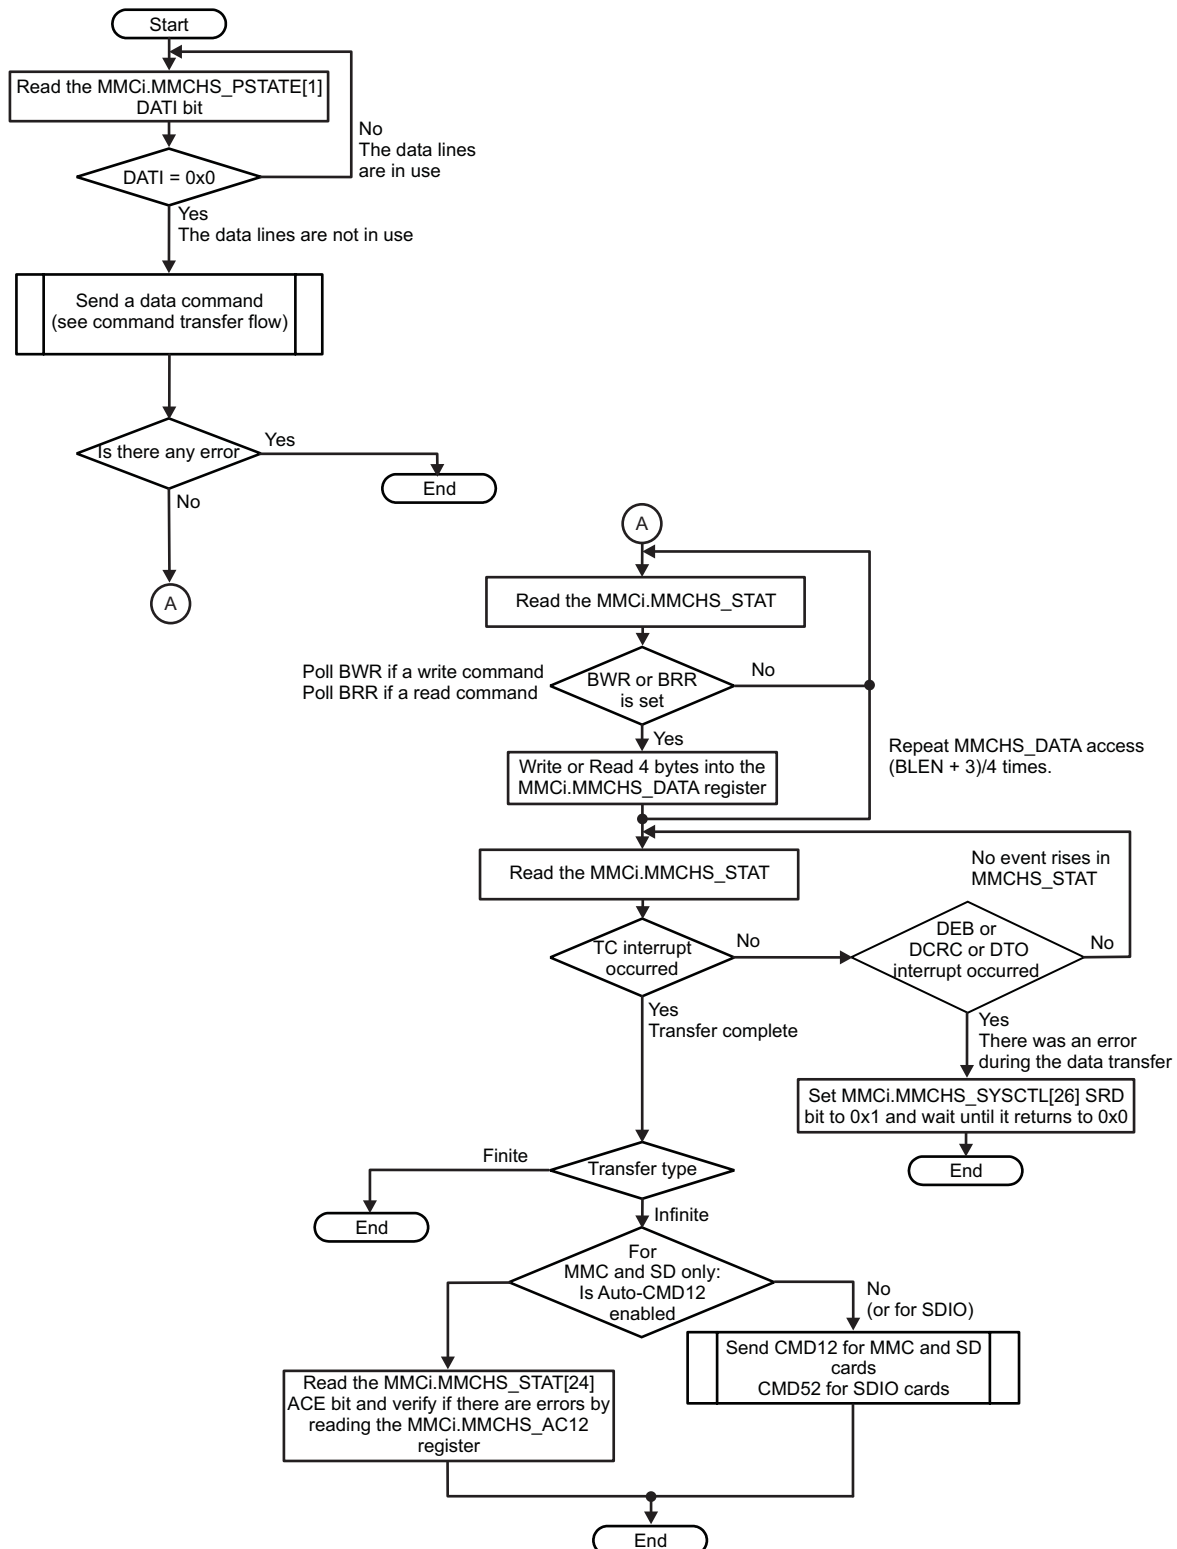 Start
Read the MMCi.MMCHS_PSTATE[1]
DATI bit
No
The data lines
are in use
DATI = 0x0
Yes
The data lines are not in use
Send a data command
(see command transfer flow)
Is there any error
Yes
End
No
A
A
Read the MMCi.MMCHS_STAT
Poll BWR if a write command
Poll BRR if a read command
BWR or BRR
is set
No
Yes
Repeat MMCHS_DATA access
(BLEN + 3)/4 times.
Write or Read 4 bytes into the
MMCi.MMCHS_DATA register
Read the MMCi.MMCHS_STAT
No event rises in
MMCHS_STAT
TC interrupt
occurred
No
DEB or
DCRC or DTO
interrupt occurred
No
Yes
Transfer complete
Yes
There was an error
during the data transfer
Set MMCi.MMCHS_SYSCTL[26] SRD
bit to 0x1 and wait until it returns to 0x0
End
Finite
Transfer type
End
Infinite
For
MMC and SD only:
Is Auto-CMD12
enabled
No
(or for SDIO)
Send CMD12 for MMC and SD
cards
CMD52 for SDIO cards
Read the MMCi.MMCHS_STAT[24]
ACE bit and verify if there are errors by
reading the MMCi.MMCHS_AC12
register
End